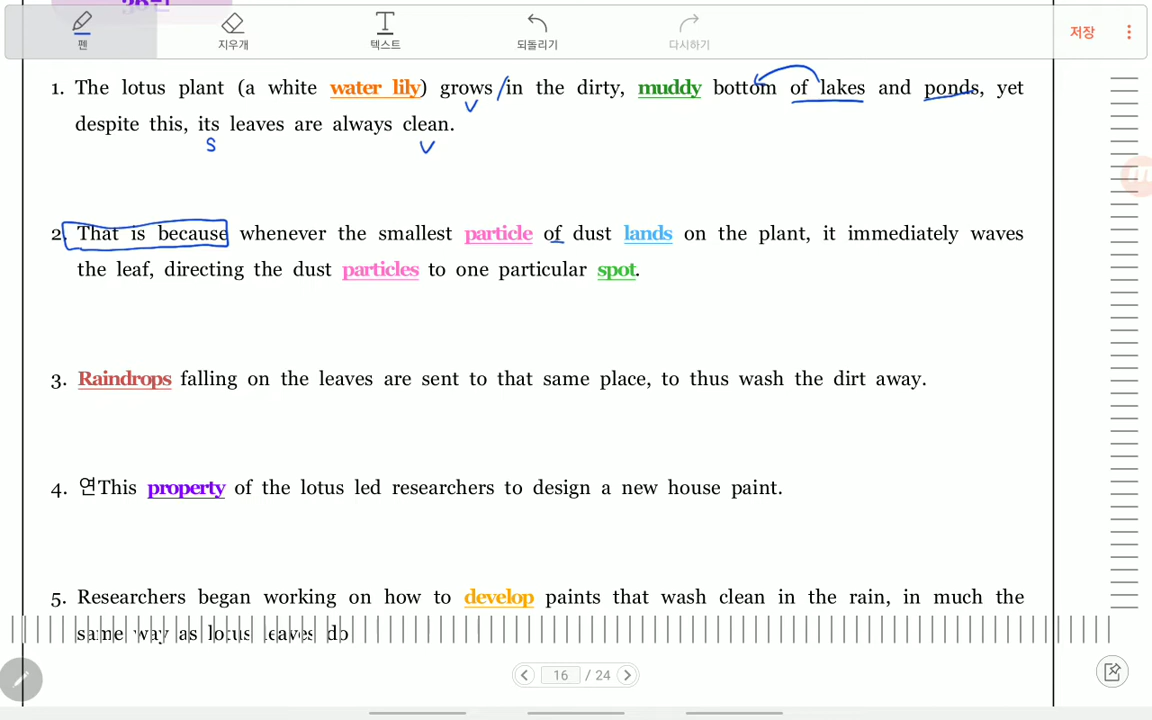 펜
지우개
텍스트
되돌리기
다시하기
저장
1. The lotus plant (a white water lily) grows / in the dirty, muddy bottom of lakes and ponds, yet
V
despite this, its leaves are always clean.
S V
2. That is because whenever the smallest particle of dust lands on the plant, it immediately waves
the leaf, directing the dust particles to one particular spot.
3. Raindrops falling on the leaves are sent to that same place, to thus wash the dirt away.
4. 연This property of the lotus led researchers to design a new house paint.
5. Researchers began working on how to develop paints that wash clean in the rain, in much the
same way as lotus leaves do
16 / 24